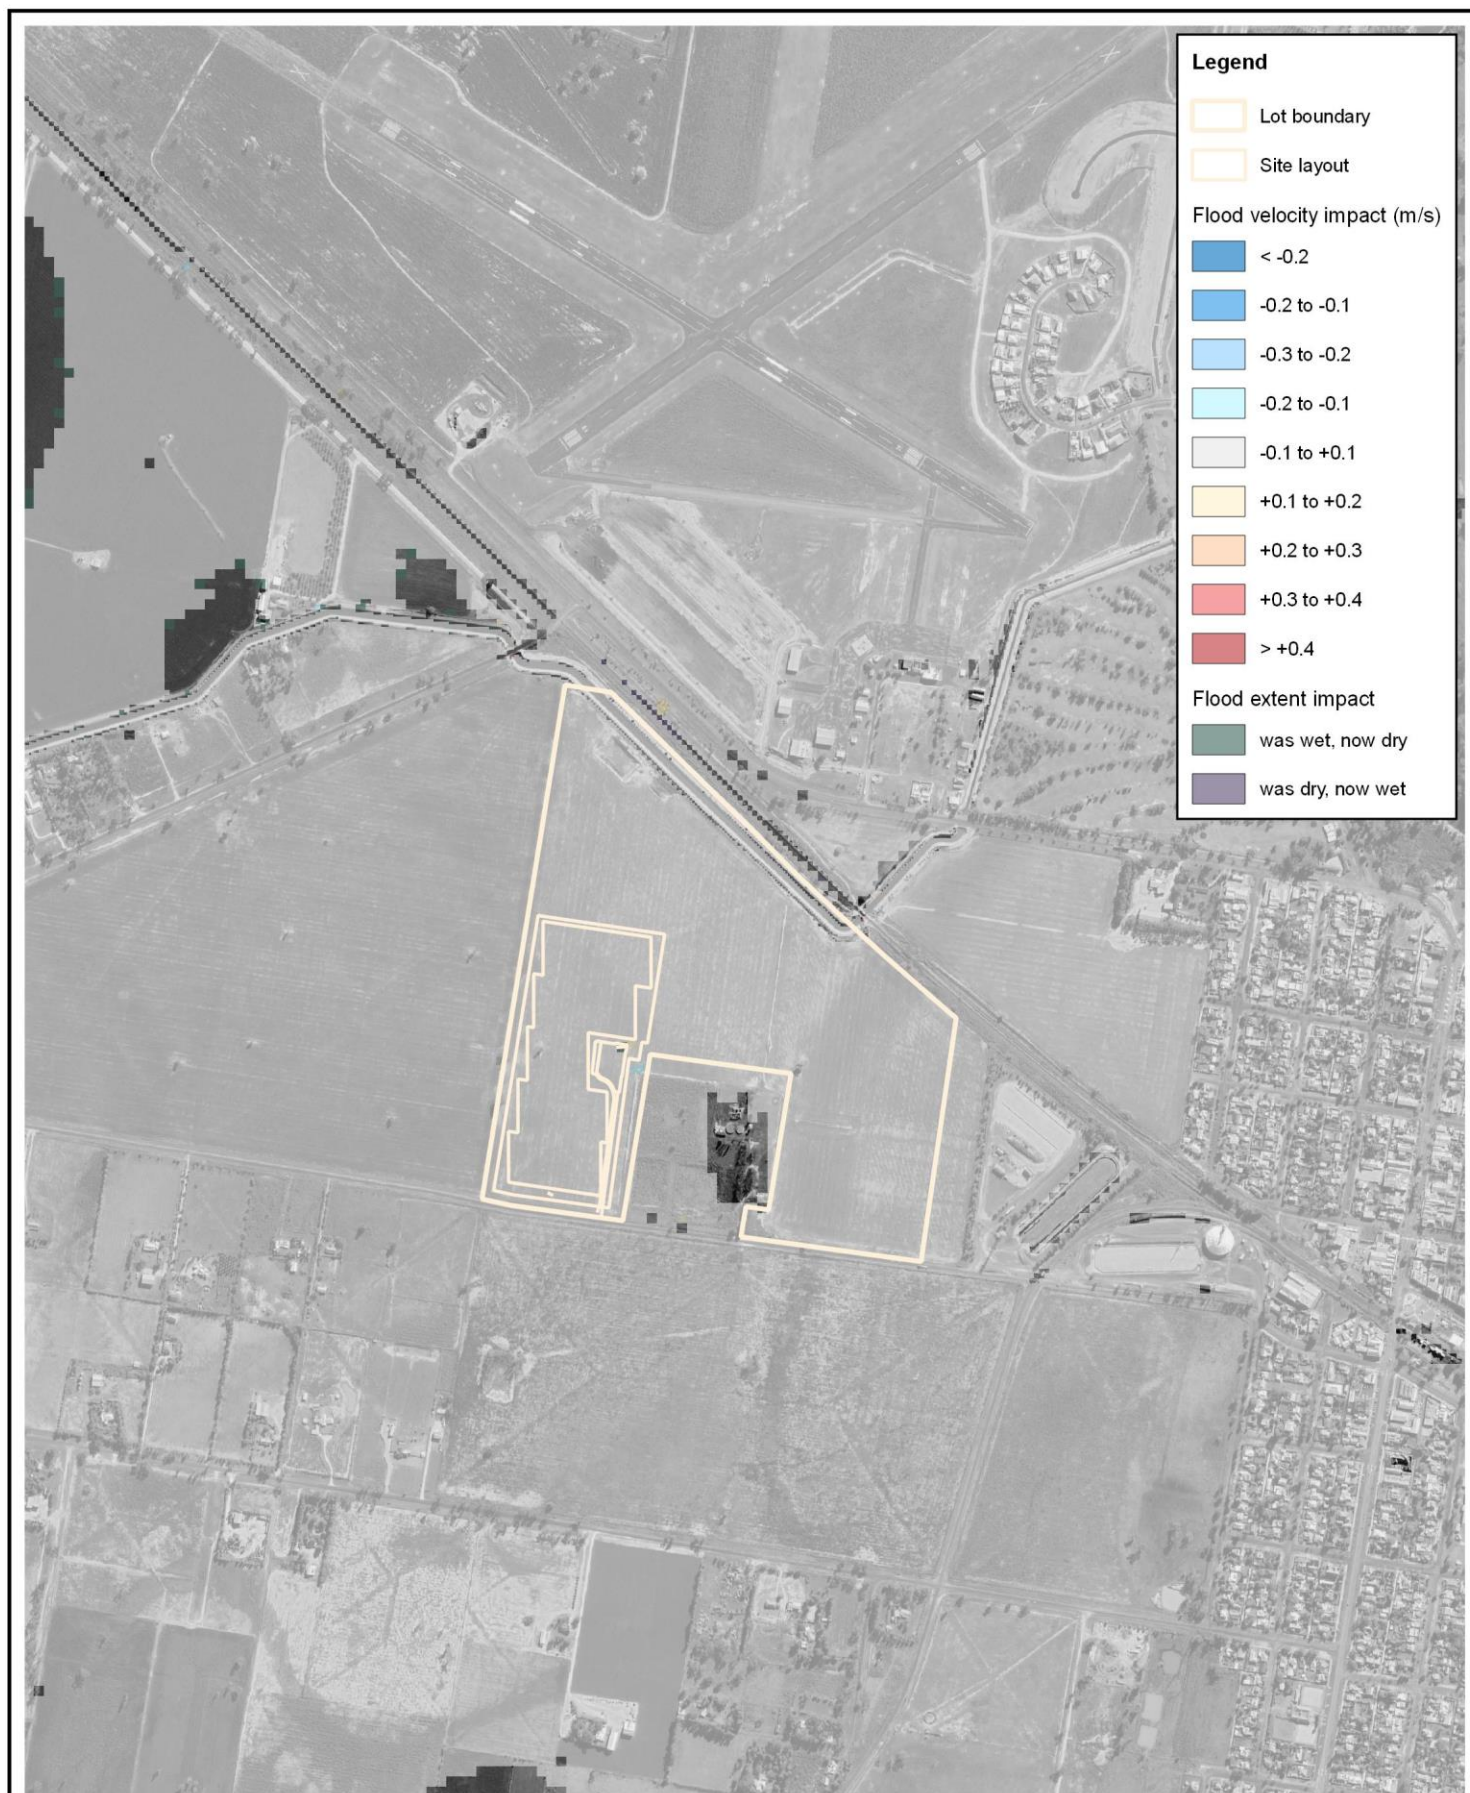 Legend
Lot boundary
Site layout
Flood velocity impact (m/s)
< -0.2
-0.2 to -0.1
-0.3 to -0.2
-0.2 to -0.1
-0.1 to +0.1
+0.1 to +0.2
+0.2 to +0.3
+0.3 to +0.4
> +0.4
Flood extent impact
was wet, now dry
was dry, now wet